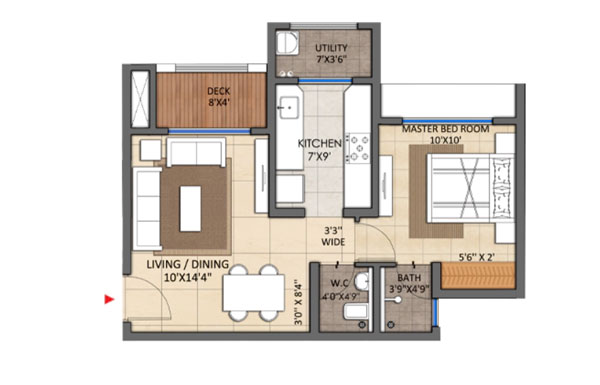 UTILITY
7'X3'6"
DECK
8'X4'
KITCHEN
7'X9'
MASTER BED ROOM
10'X10'
3'3"
WIDE
LIVING / DINING
10'X14'4"
3'0" X 8'4"
W.C
4'0"X4'9"
BATH
3'9"X4'9"
5'6" X 2'